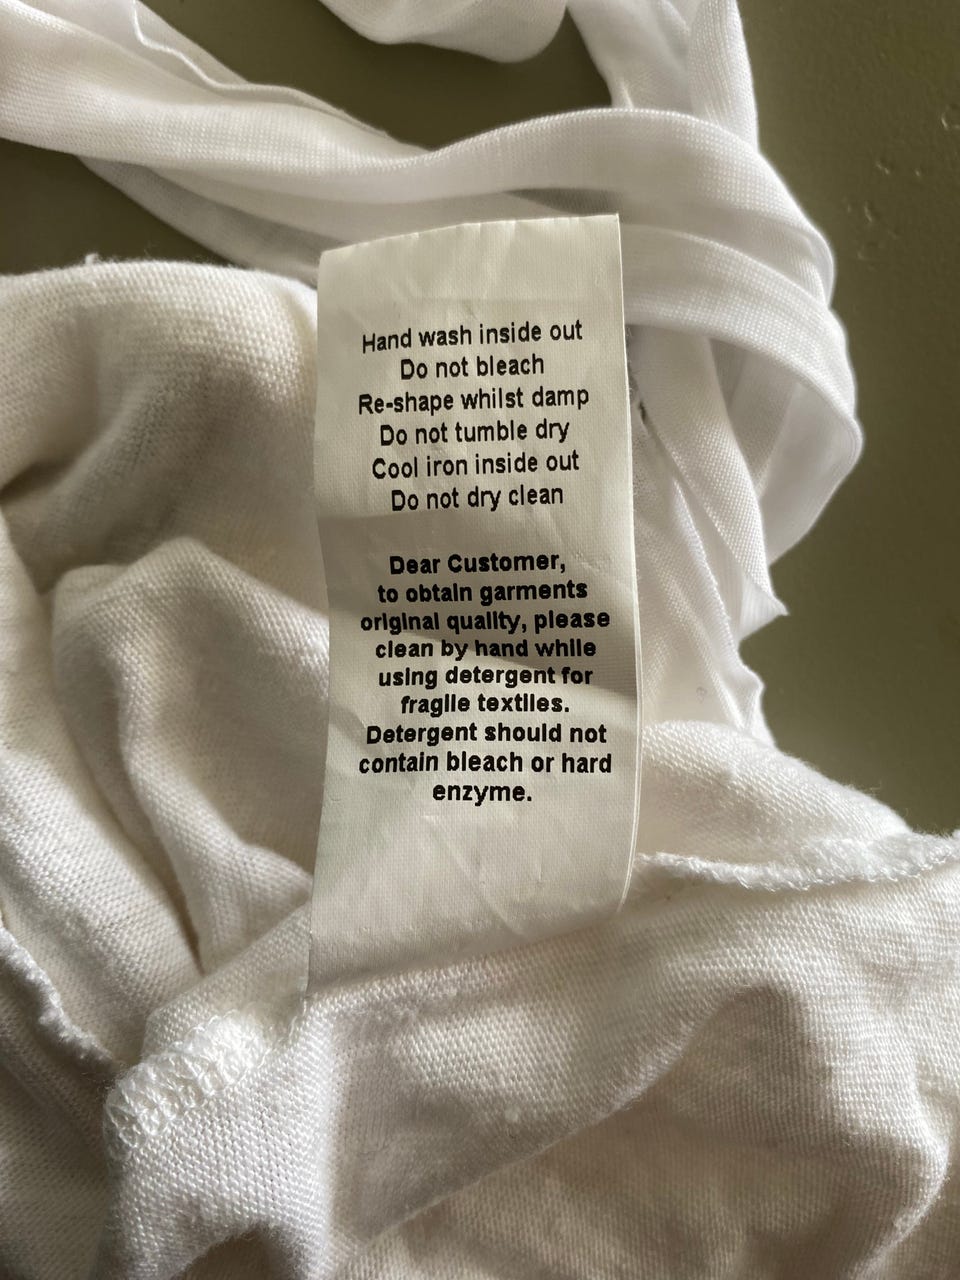 Hand wash inside out
Do not bleach
Re-shape whilst damp
Do not tumble dry
Cool iron inside out
Do not dry clean
Dear Customer,
to obtain garments
original quality, please
clean by hand while
using detergent for
fragile textiles.
Detergent should not
contain bleach or hard
enzyme.